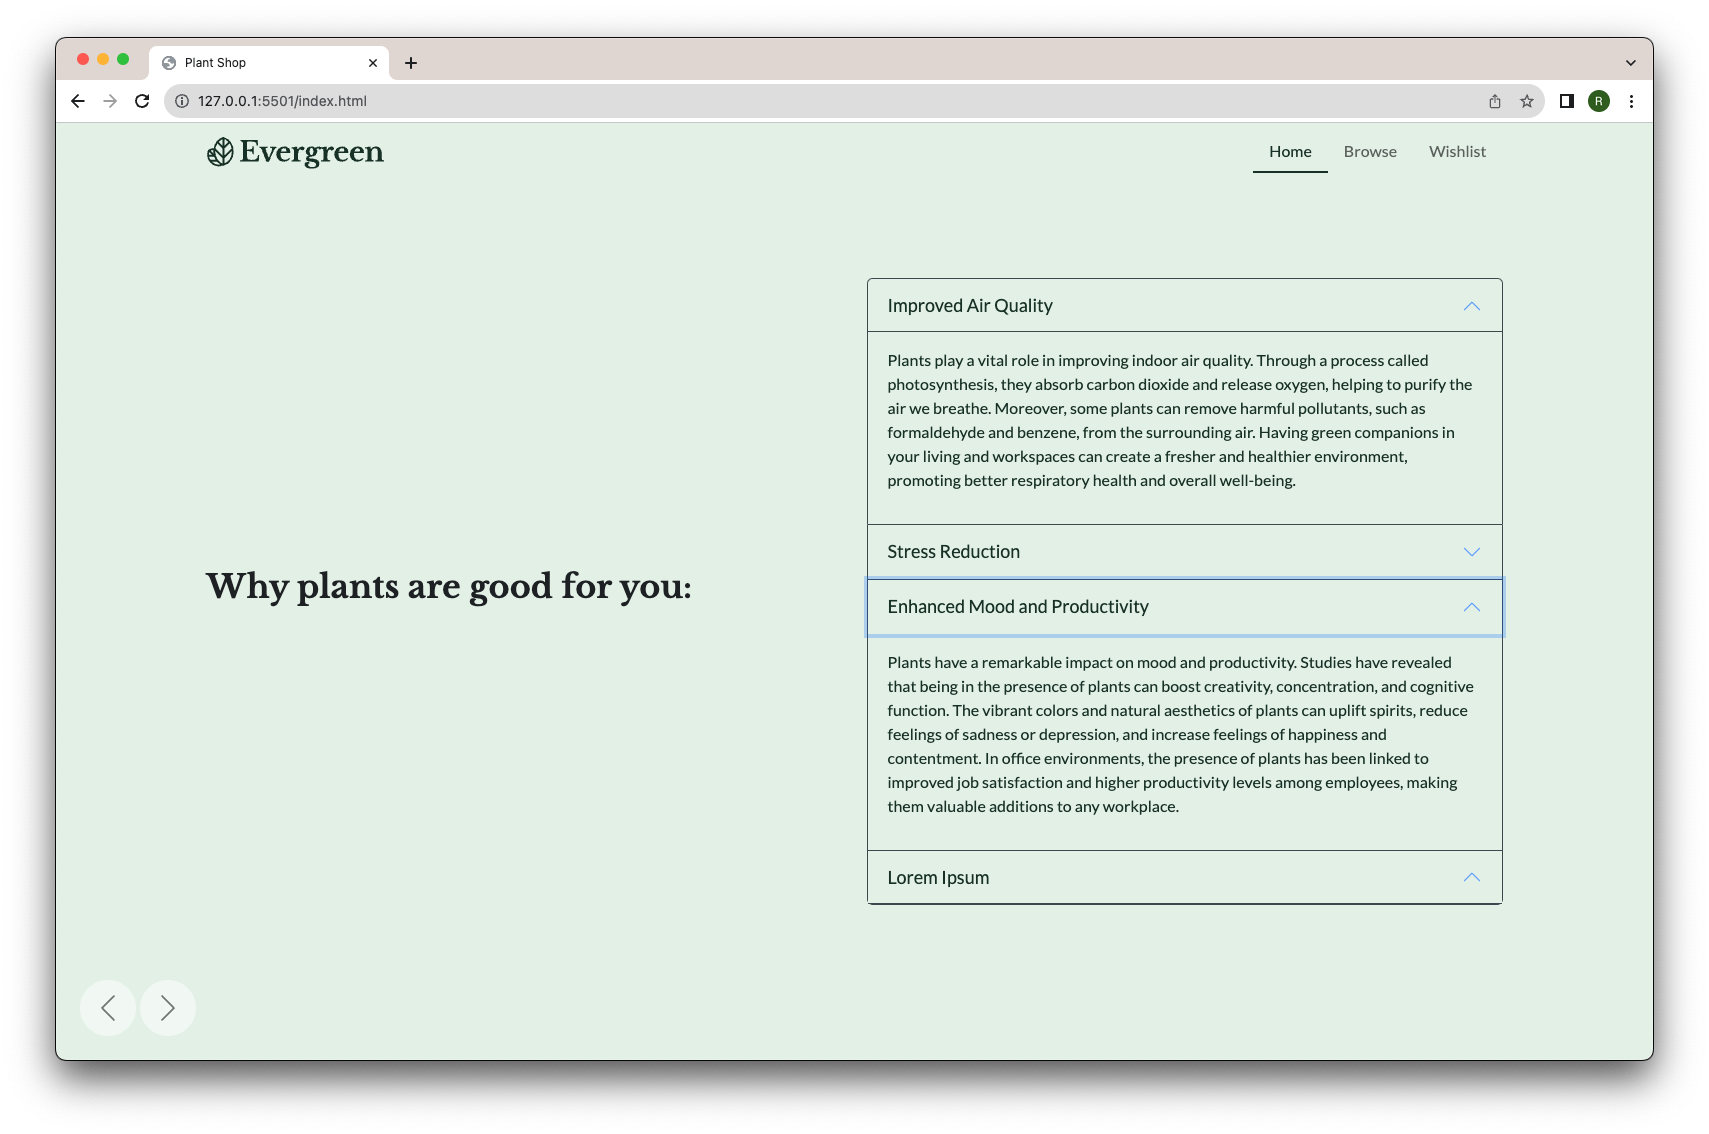 Plant Shop
127.0.0.1:5501/index.html
R
Evergreen
Home Browse Wishlist
Why plants are good for you:
Improved Air Quality
Plants play a vital role in improving indoor air quality. Through a process called
photosynthesis, they absorb carbon dioxide and release oxygen, helping to purify the
air we breathe. Moreover, some plants can remove harmful pollutants, such as
formaldehyde and benzene, from the surrounding air. Having green companions in
your living and workspaces can create a fresher and healthier environment,
promoting better respiratory health and overall well-being.
Stress Reduction
Enhanced Mood and Productivity
Plants have a remarkable impact on mood and productivity. Studies have revealed
that being in the presence of plants can boost creativity, concentration, and cognitive
function. The vibrant colors and natural aesthetics of plants can uplift spirits, reduce
feelings of sadness or depression, and increase feelings of happiness and
contentment. In office environments, the presence of plants has been linked to
improved job satisfaction and higher productivity levels among employees, making
them valuable additions to any workplace.
Lorem Ipsum